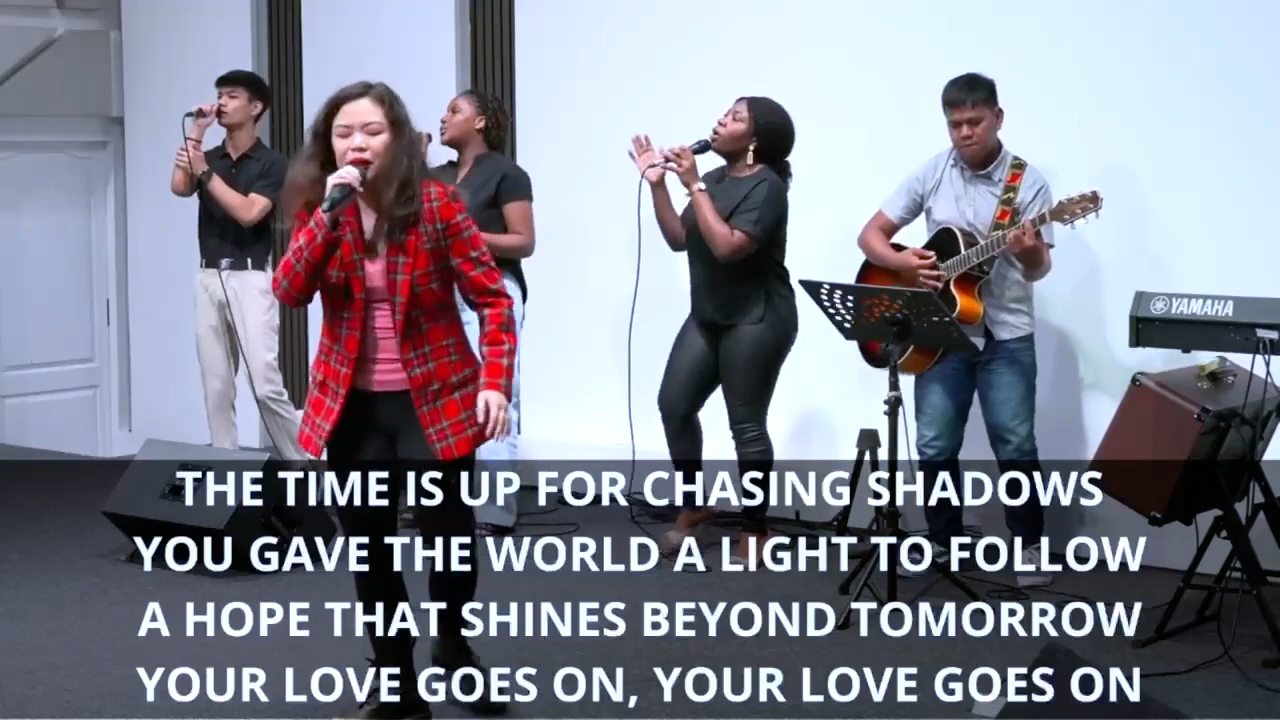 YAMAHA
THE TIME IS UP FOR CHASING SHADOWS
YOU GAVE THE WORLD A LIGHT TO FOLLOW
A HOPE THAT SHINES BEYOND TOMORROW
YOUR LOVE GOES ON, YOUR LOVE GOES ON